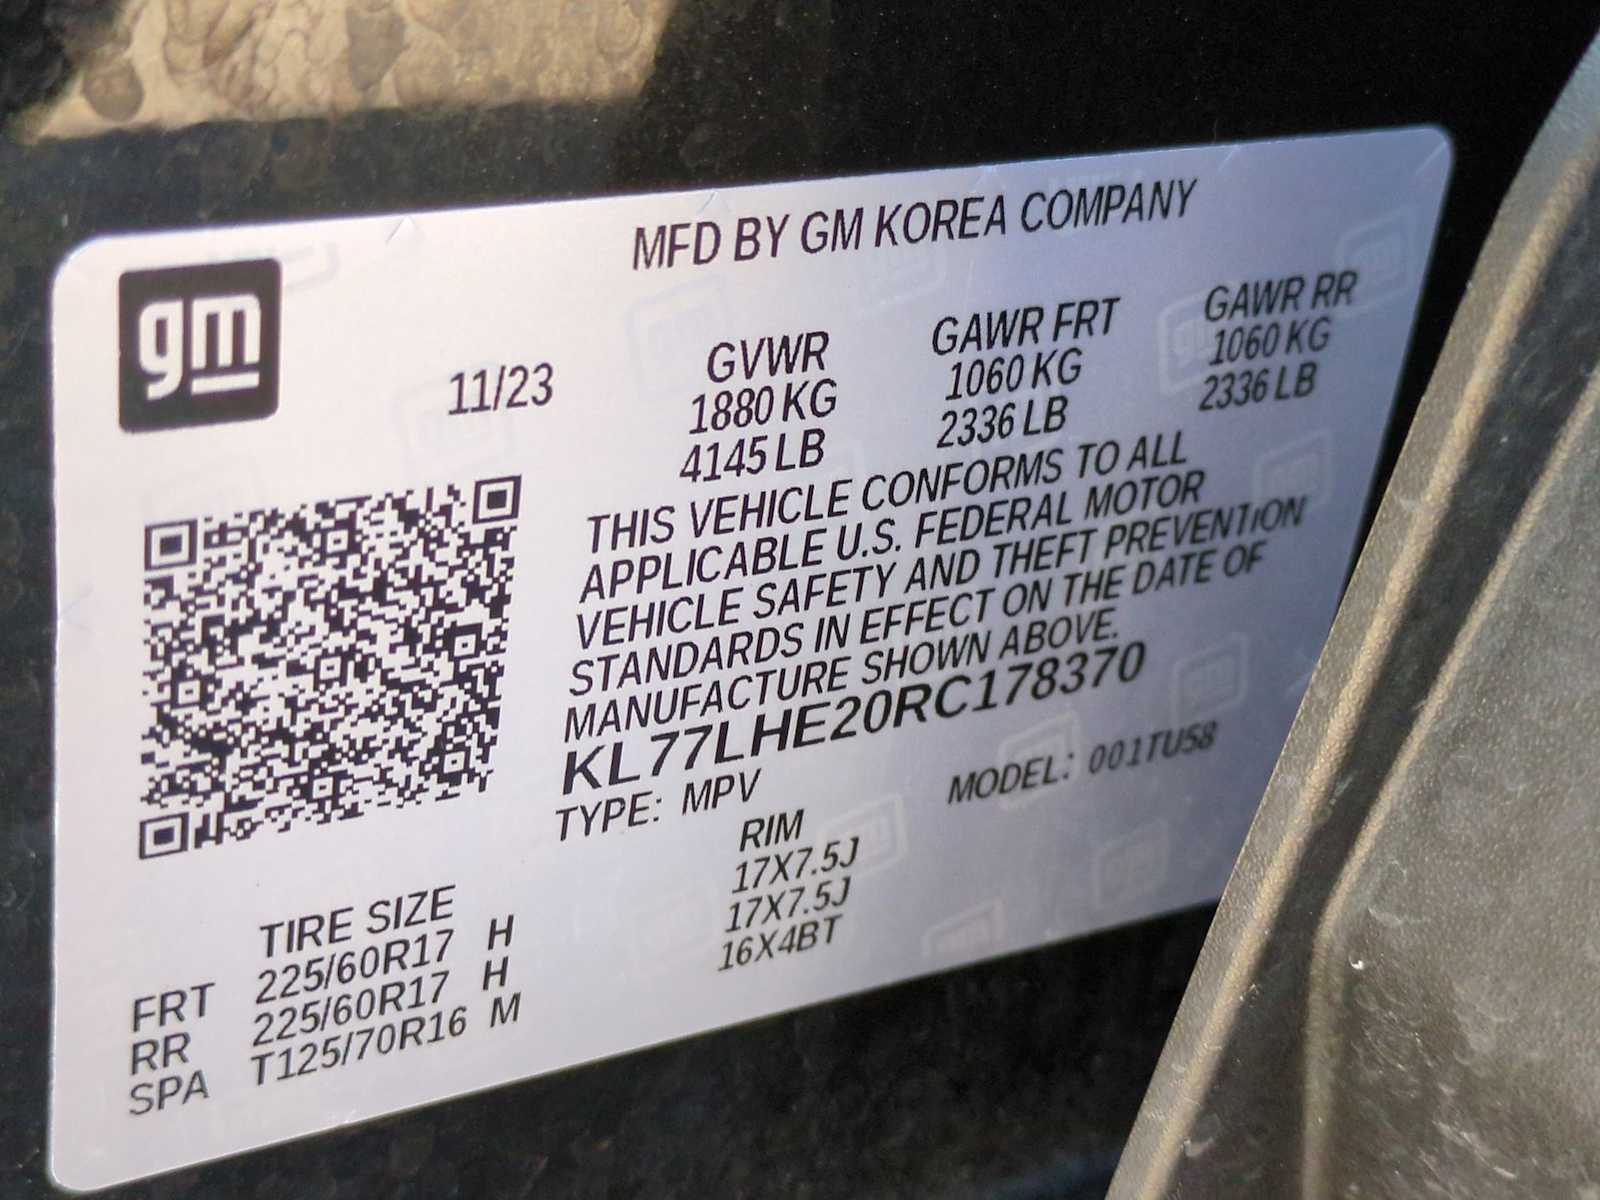 MFD BY GM KOREA COMPANY
gm
11/23
GVWR
1880 KG
4145 LB
GAWR FRT
1060 KG
2336 LB
GAWR RR
1060 KG
2336 LB
THIS VEHICLE CONFORMS TO ALL
APPLICABLE U.S. FEDERAL MOTOR
VEHICLE SAFETY AND THEFT PREVENTION
STANDARDS IN EFFECT ON THE DATE OF
MANUFACTURE SHOWN ABOVE.
KL77LHE20RC178370
TYPE: MPV
MODEL: 001TU58
TIRE SIZE
RIM
FRT 225/60R17 H 17X7.5J
RR 225/60R17 H 17X7.5J
SPA T125/70R16 M 16X4BT